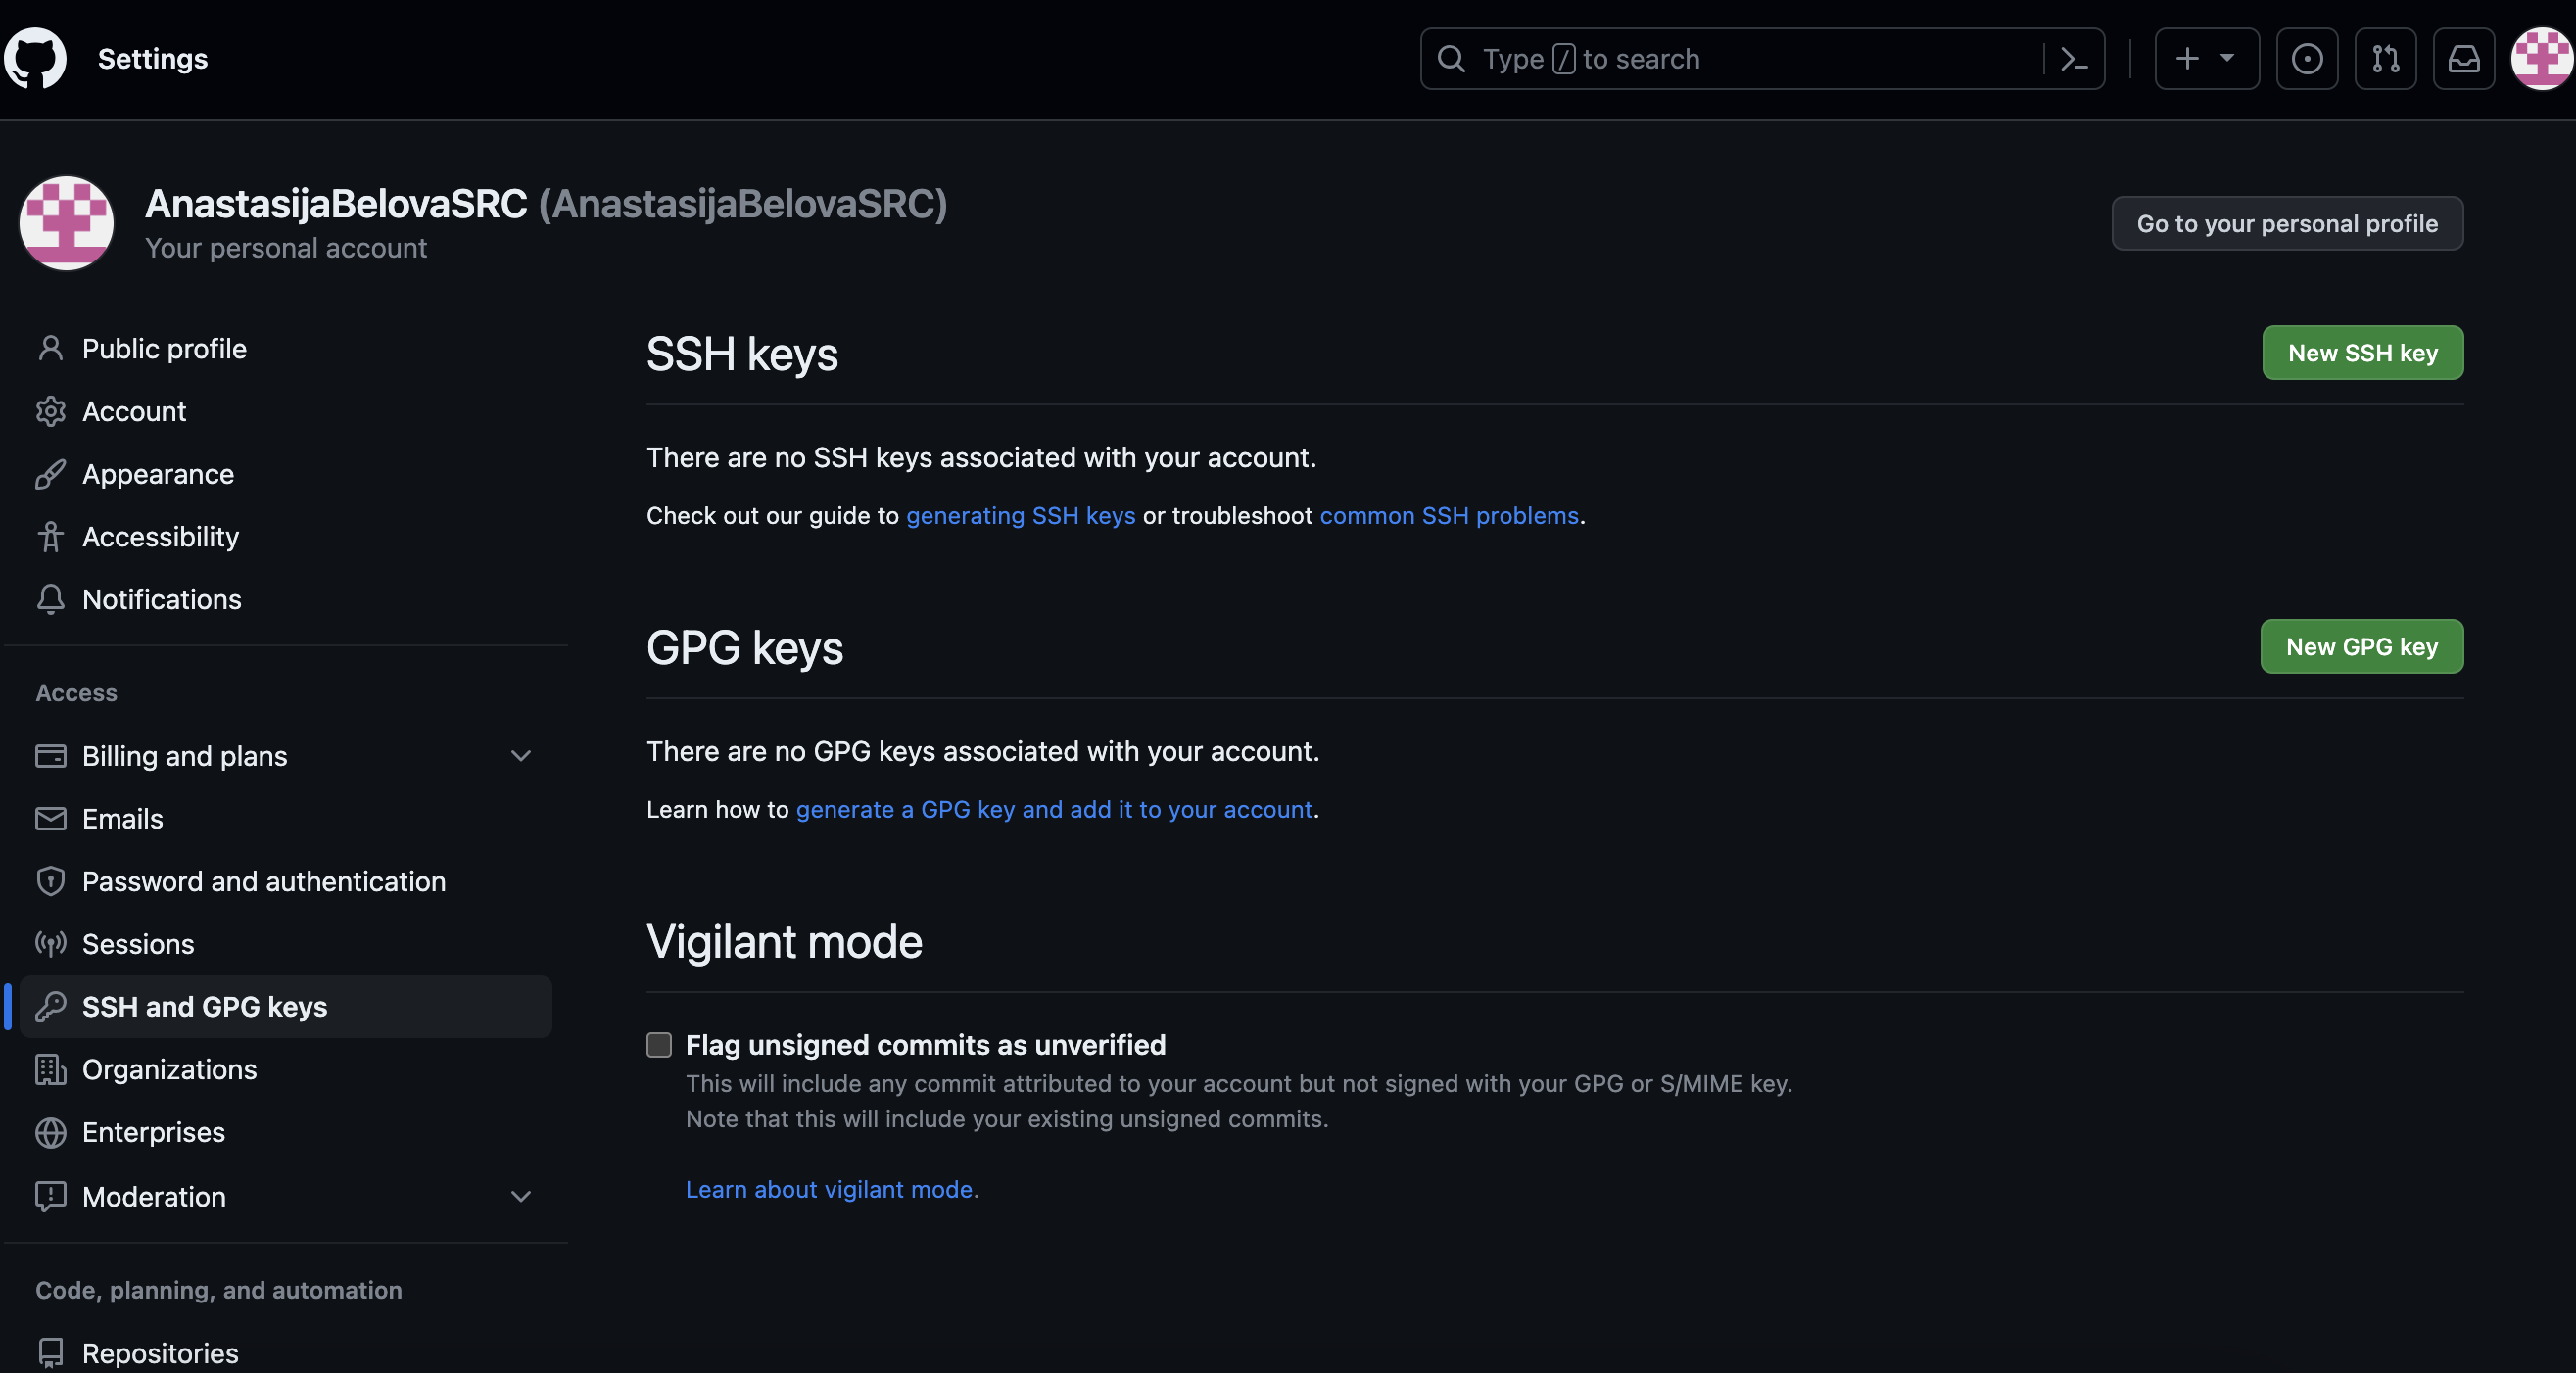 Settings
Type / to search
AnastasijaBelovaSRC (AnastasijaBelovaSRC)
Your personal account
Go to your personal profile
Public profile
Account
Appearance
Accessibility
Notifications
Access
Billing and plans
Emails
Password and authentication
Sessions
SSH and GPG keys
Organizations
Enterprises
Moderation
Code, planning, and automation
Repositories
SSH keys
New SSH key
There are no SSH keys associated with your account.
Check out our guide to generating SSH keys or troubleshoot common SSH problems.
GPG keys
New GPG key
There are no GPG keys associated with your account.
Learn how to generate a GPG key and add it to your account.
Vigilant mode
Flag unsigned commits as unverified
This will include any commit attributed to your account but not signed with your GPG or S/MIME key.
Note that this will include your existing unsigned commits.
Learn about vigilant mode.